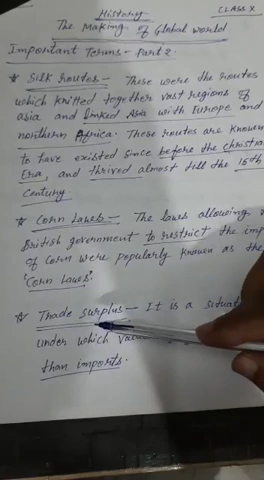 History
CLASS X
The Making of Global world
Important Terms - Part 2
* Silk routes - These were the routes
which knitted together vast regions of
asia and linked Asia with Europe and
northern Africa. These routes are known
to have existed since before the christian
Era, and thrived almost till the 15th
century.
* Corn Laws - The laws allowing
British government to restrict the
of corn were popularly known as the
"Corn Laws".
* Trade surplus - It is a
under which
than imports.